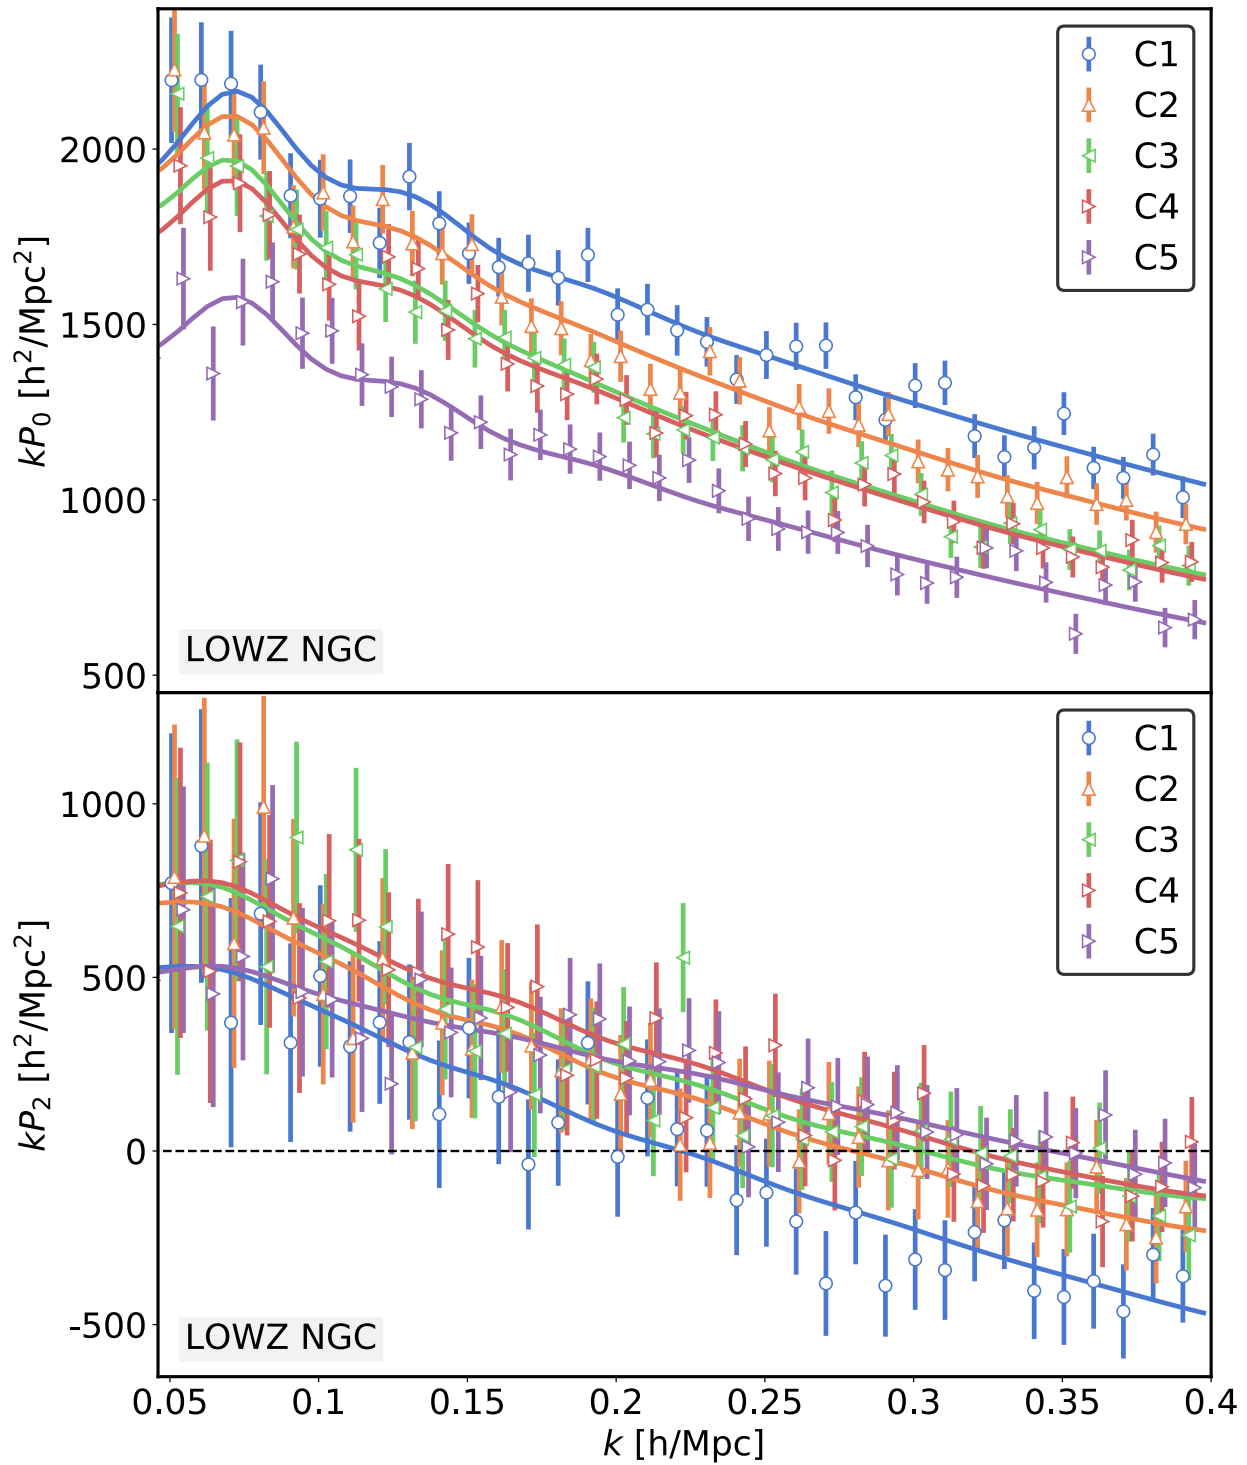 C1
C2
C3
C4
C5
2000
1500
1000
500
kP₀ [h²/Mpc²]
LOWZ NGC
C1
C2
C3
C4
C5
1000
500
0
-500
kP₂ [h²/Mpc²]
LOWZ NGC
0.05 0.1 0.15 0.2 0.25 0.3 0.35 0.4
k [h/Mpc]